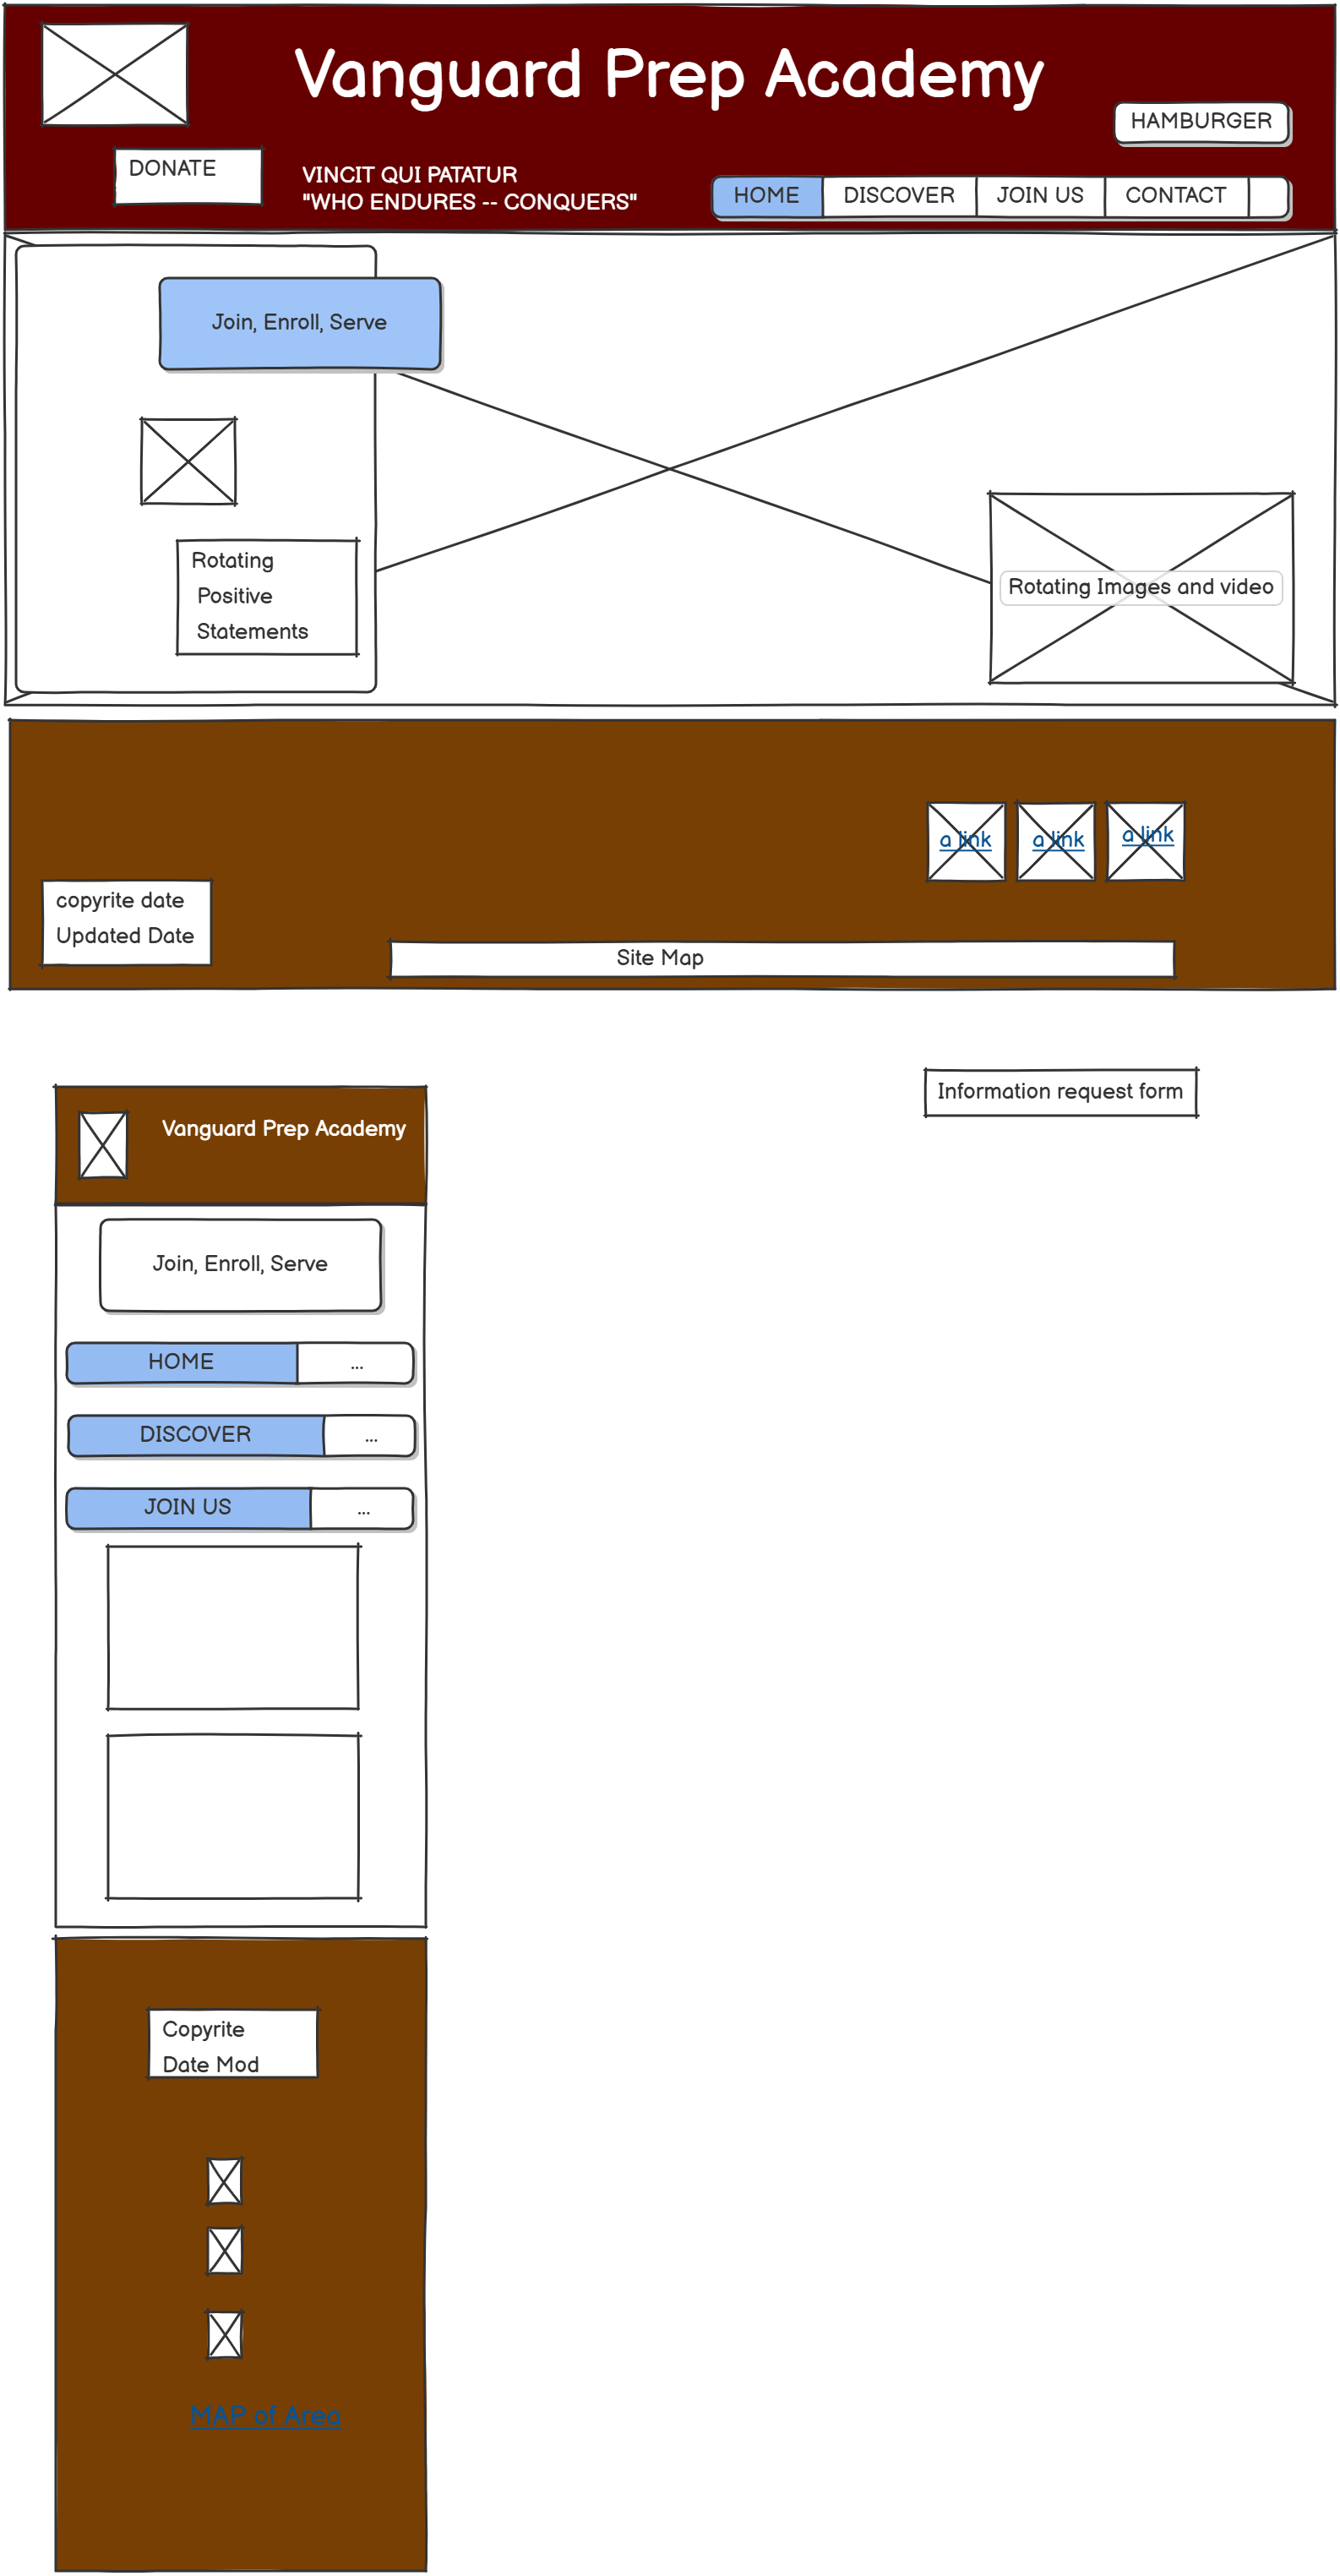 Vanguard Prep Academy
HAMBURGER
DONATE
VINCIT QUI PATATUR
"WHO ENDURES -- CONQUERS"
HOME DISCOVER JOIN US CONTACT
Join, Enroll, Serve
Rotating
Positive
Statements
Rotating Images and video
a link a link a link
copyrite date
Updated Date
Site Map
Information request form
Vanguard Prep Academy
Join, Enroll, Serve
HOME ...
DISCOVER ...
JOIN US ...
Copyrite
Date Mod
MAP of Area